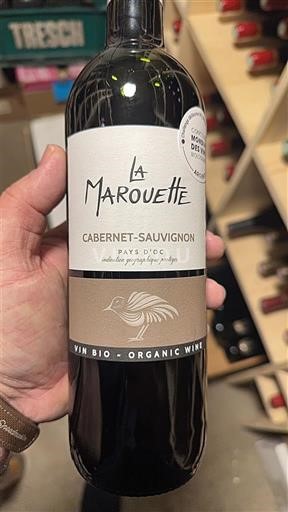 TRESCH
LA
MAROUETTE
CABERNET-SAUVIGNON
PAYS D'OC
indication géographique protégée
VIN BIO - ORGANIC WINE